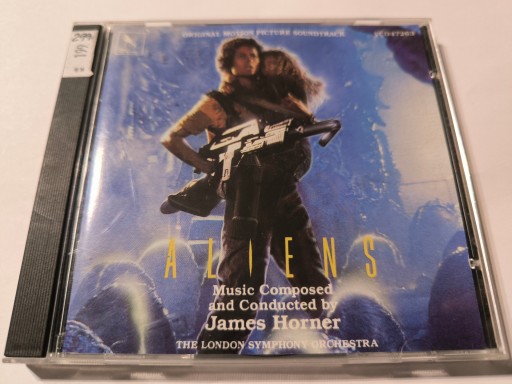 ORIGINAL MOTION PICTURE SOUNDTRACK
ALIENS
Music Composed
and Conducted by
James Horner
THE LONDON SYMPHONY ORCHESTRA